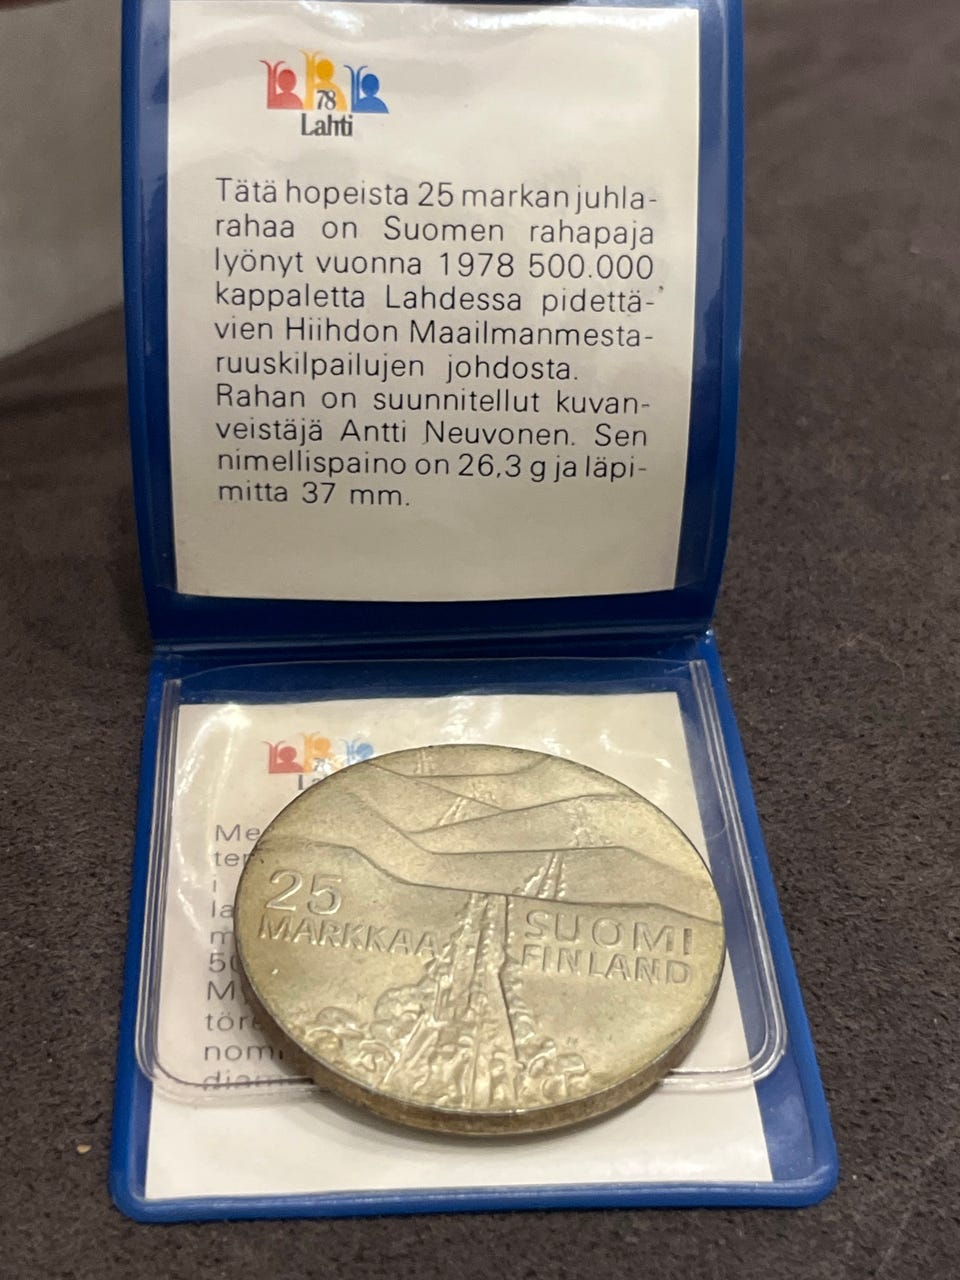 78
Lahti
Tätä hopeista 25 markan juhla-
rahaa on Suomen rahapaja
lyönyt vuonna 1978 500.000
kappaletta Lahdessa pidettä-
vien Hiihdon Maailmanmesta-
ruuskilpailujen johdosta.
Rahan on suunnitellut kuvan-
veistäjä Antti Neuvonen. Sen
nimellispaino on 26,3 g ja läpi-
mitta 37 mm.
25
MARKKAA
SUOMI
FINLAND